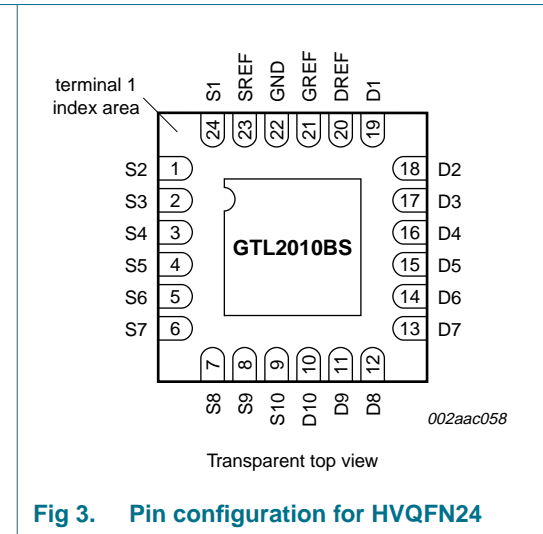 terminal 1
index area
S1 SREF GND GREF DREF D1
24 23 22 21 20 19
S2 1 18 D2
S3 2 17 D3
S4 3 16 D4
S5 4 15 D5
S6 5 14 D6
S7 6 13 D7
GTL2010BS
7 8 9 10 11 12
S8 S9 S10 D10 D9 D8
002aac058
Transparent top view
Fig 3. Pin configuration for HVQFN24